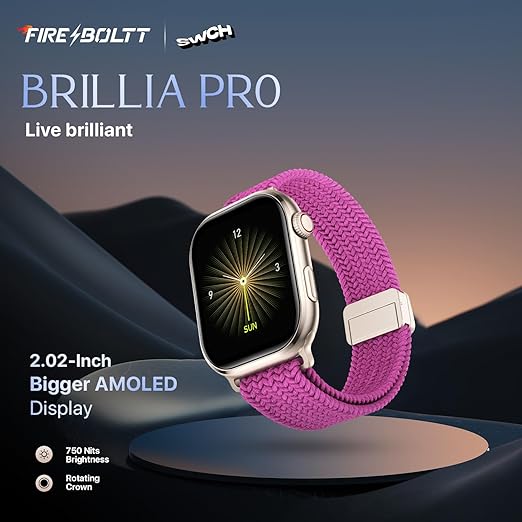 FIRE BOLTT
SWCH
BRILLIA PRO
Live brilliant
12
3
6
9
SUN
2.02-Inch
Bigger AMOLED
Display
750 Nits
Brightness
Rotating
Crown